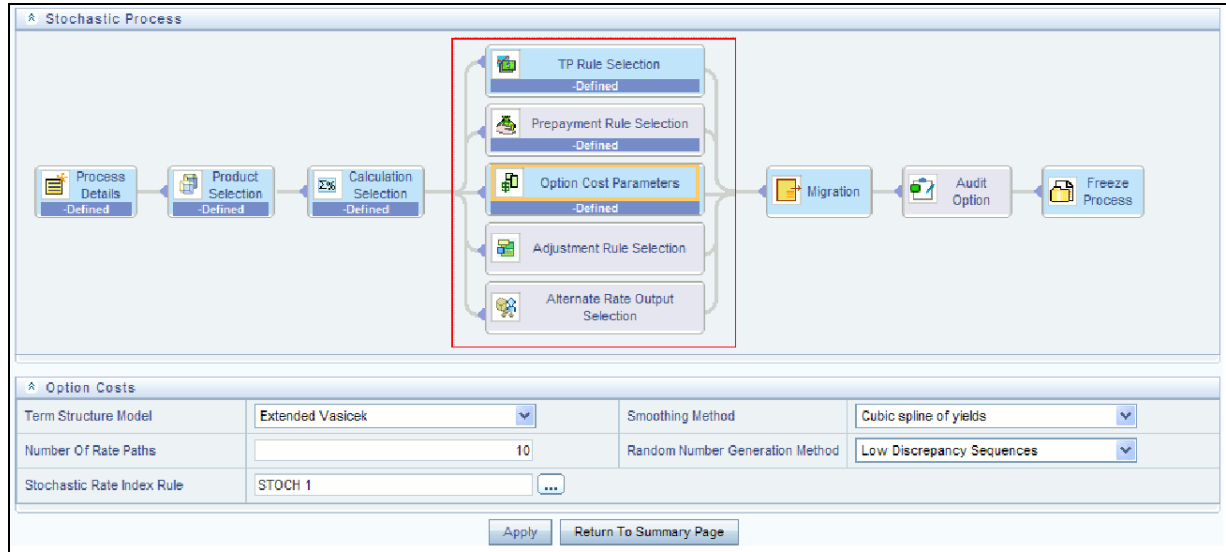 Stochastic Process
TP Rule Selection
-Defined
Prepayment Rule Selection
-Defined
Process
Details
-Defined
Product
Selection
-Defined
Σ%
Calculation
Selection
-Defined
Option Cost Parameters
-Defined
Migration
Audit
Option
Freeze
Process
Adjustment Rule Selection
Alternate Rate Output
Selection
Option Costs
Term Structure Model
Extended Vasicek
Smoothing Method
Cubic spline of yields
Number Of Rate Paths
10
Random Number Generation Method
Low Discrepancy Sequences
Stochastic Rate Index Rule
STOCH 1
...
Apply
Return To Summary Page